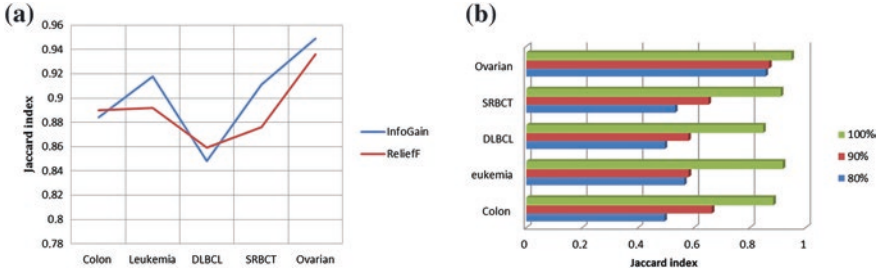 (a)
0.96
0.94
0.92
0.9
0.88
0.86
0.84
0.82
0.8
0.78
Jaccard index
Colon Leukemia DLBCL SRBCT Ovarian
InfoGain
ReliefF
(b)
Ovarian
SRBCT
DLBCL
eukemia
Colon
0 0.2 0.4 0.6 0.8 1
Jaccard index
100%
90%
80%